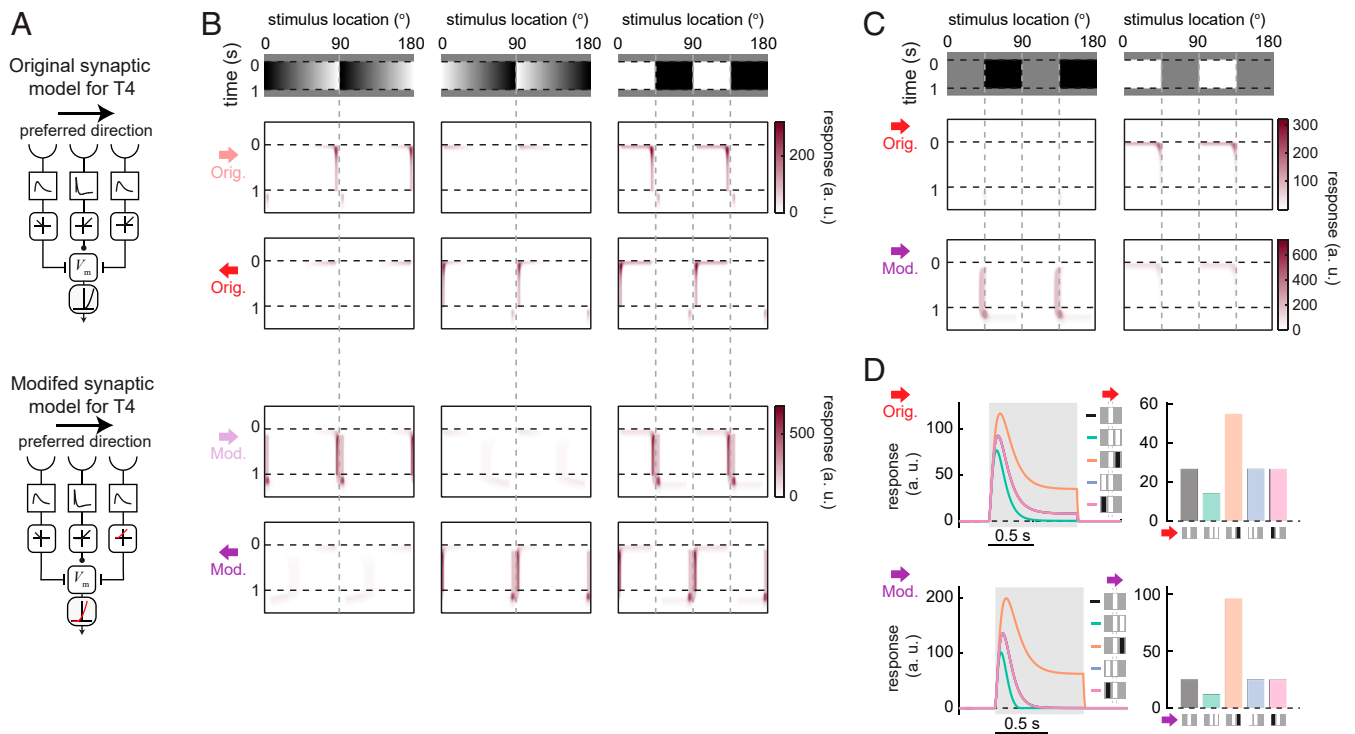 A
Original synaptic
model for T4
preferred direction
Vm
Modifed synaptic
model for T4
preferred direction
Vm
B
stimulus location (°)
stimulus location (°)
stimulus location (°)
0 90 180
0 90 180
0 90 180
time (s)
0
1
Orig.
0
1
200
0
response (a. u.)
Orig.
0
1
Mod.
0
1
500
0
response (a. u.)
Mod.
0
1
C
stimulus location (°)
stimulus location (°)
0 90 180
0 90 180
time (s)
0
1
Orig.
0
1
300
200
100
response (a. u.)
Mod.
0
1
600
400
200
0
response (a. u.)
D
Orig.
response
(a. u.)
100
50
0
0.5 s
60
40
20
0
Mod.
response
(a. u.)
200
100
0
0.5 s
100
50
0